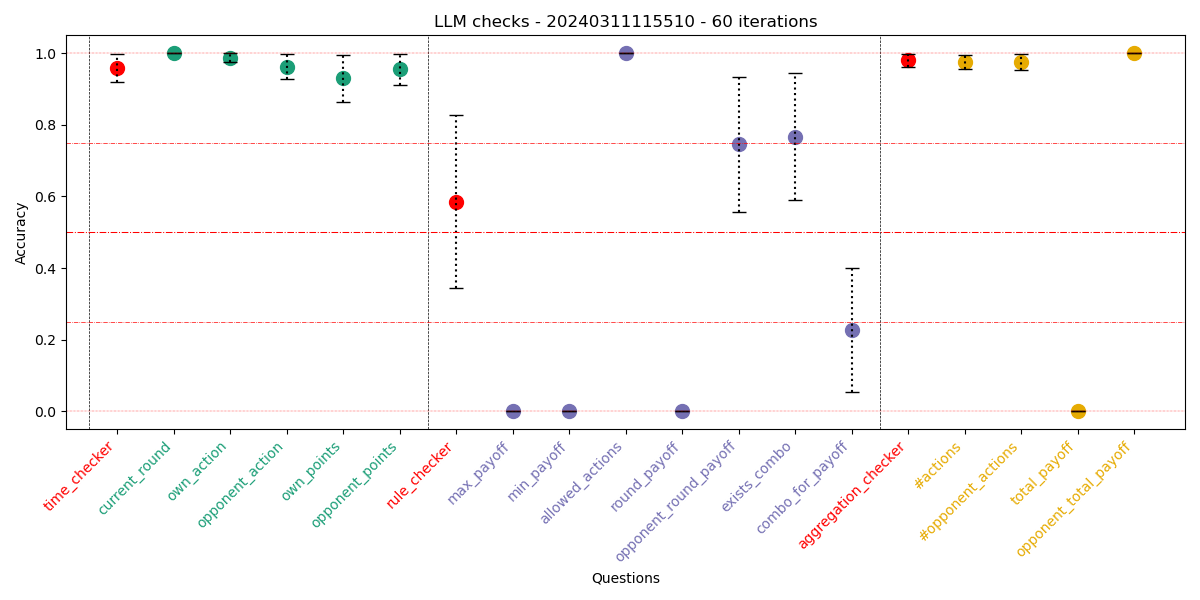 LLM checks - 20240311115510 - 60 iterations
Accuracy
1.0
0.8
0.6
0.4
0.2
0.0
time_checker
current_round
own_action
opponent_action
own_points
opponent_points
rule_checker
max_payoff
min_payoff
allowed_actions
round_payoff
opponent_round_payoff
exists_combo
combo_for_payoff
aggregation_checker
#actions
#opponent_actions
total_payoff
opponent_total_payoff
Questions